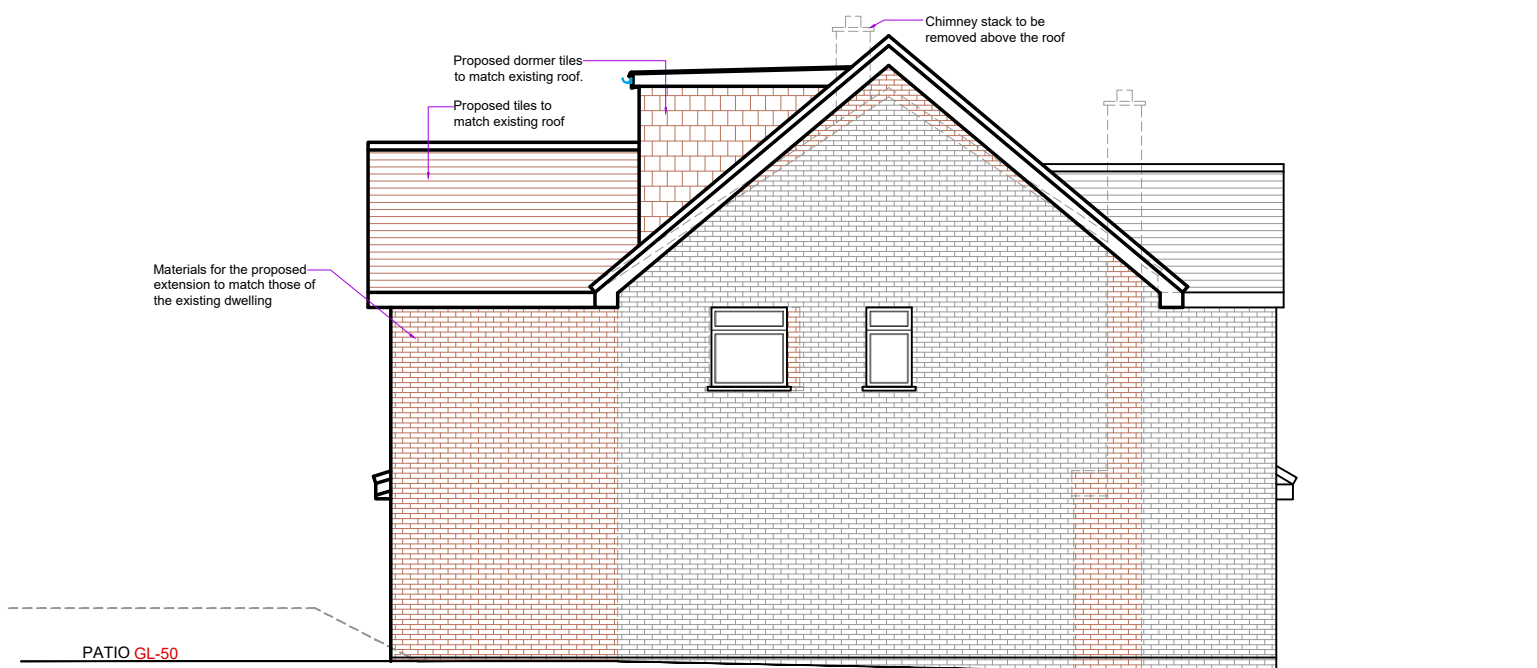 Chimney stack to be
removed above the roof
Proposed dormer tiles
to match existing roof.
Proposed tiles to
match existing roof
Materials for the proposed
extension to match those of
the existing dwelling
PATIO GL-50